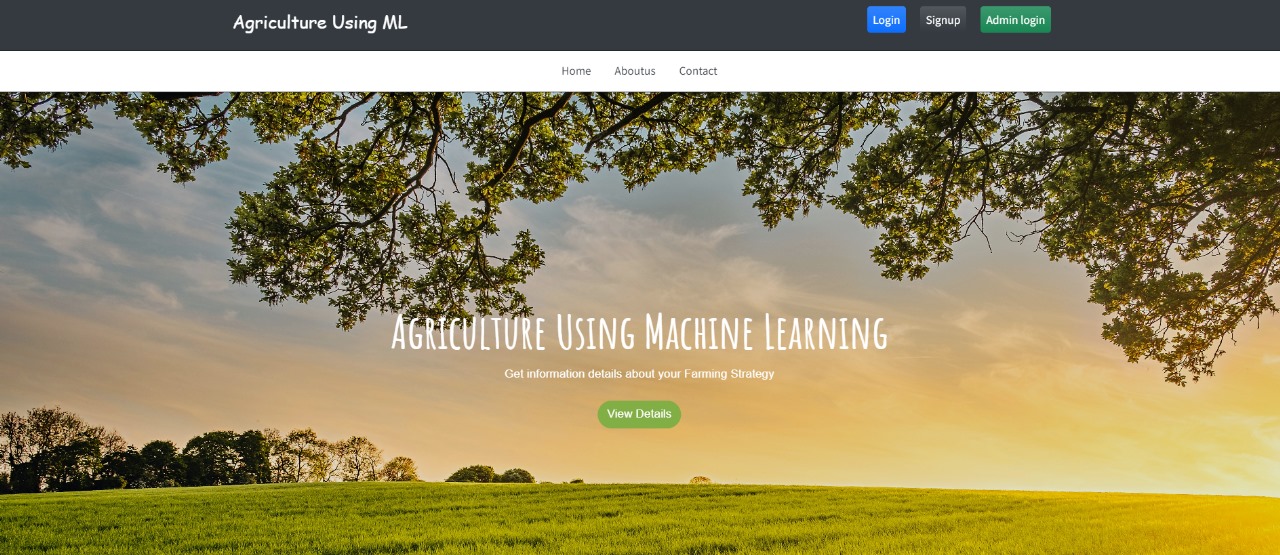 Agriculture Using ML
Login Signup Admin login
Home Aboutus Contact
Agriculture Using Machine Learning
Get information details about your Farming Strategy
View Details